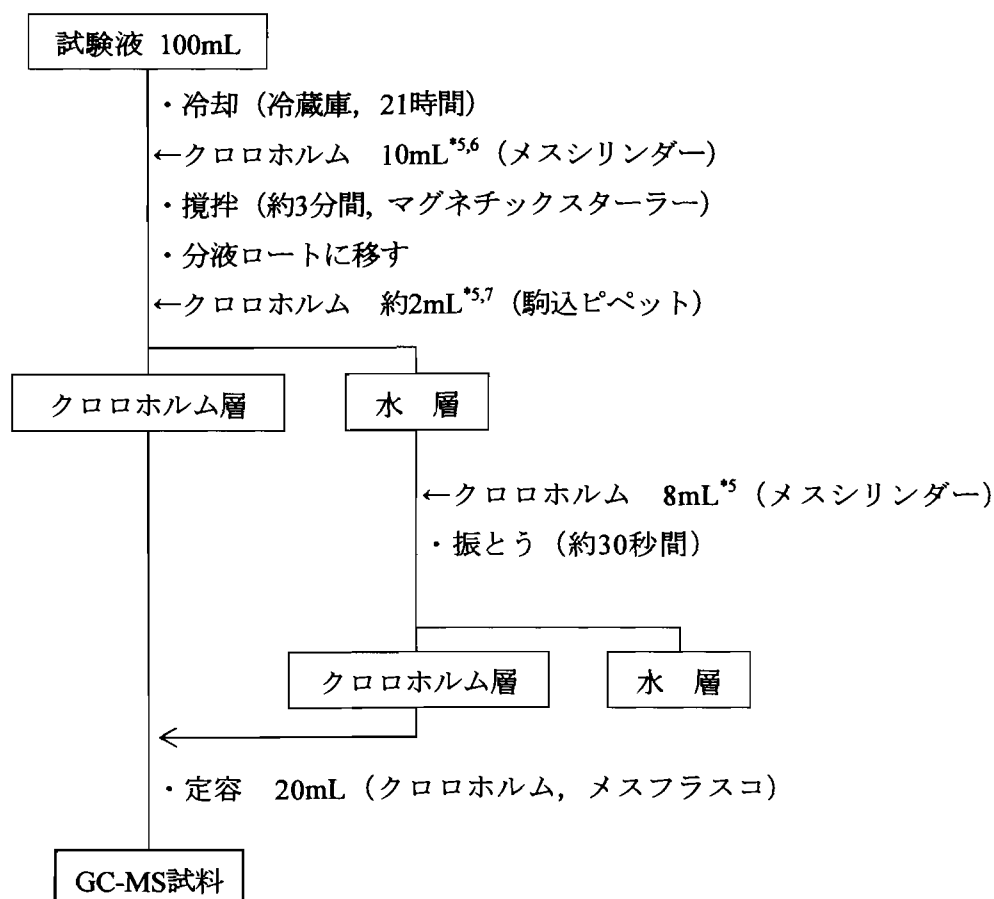 試験液 100mL
・冷却（冷蔵庫，21時間）
←クロロホルム 10mL*5,6（メスシリンダー）
・攪拌（約3分間，マグネチックスターラー）
・分液ロートに移す
←クロロホルム 約2mL*5,7（駒込ピペット）
クロロホルム層 水 層
←クロロホルム 8mL*5（メスシリンダー）
・振とう（約30秒間）
クロロホルム層 水 層
・定容 20mL（クロロホルム，メスフラスコ）
GC-MS試料